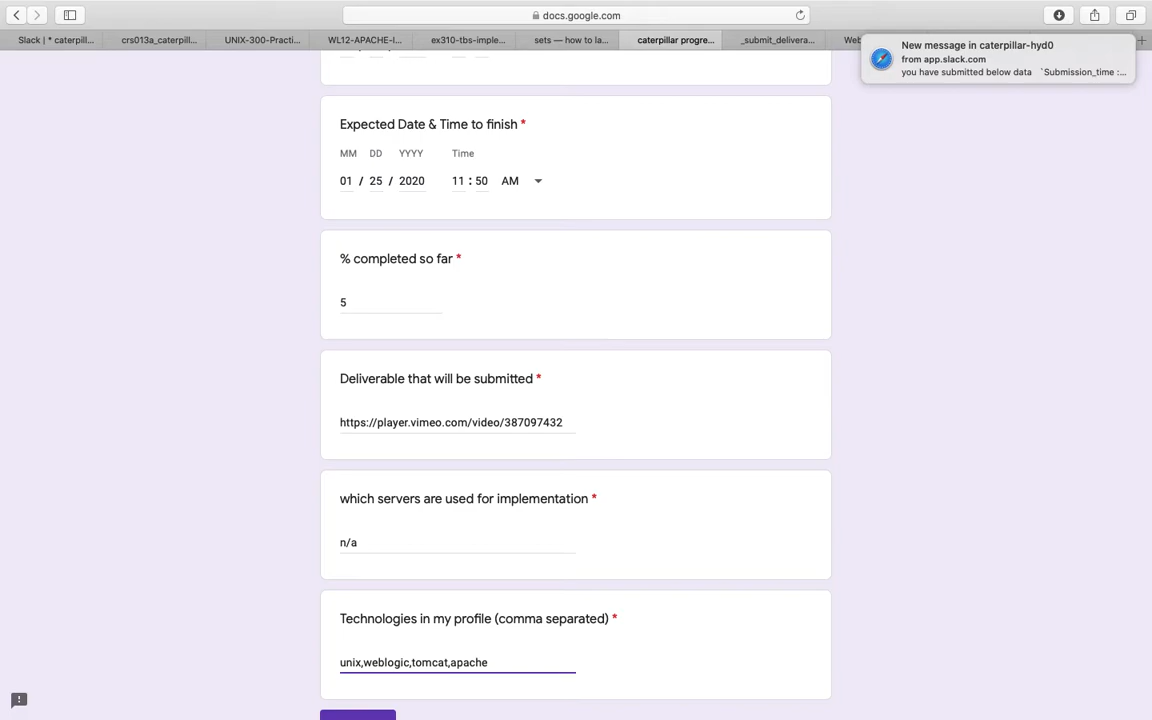 docs.google.com
Slack | * caterpill...
crs013a_caterpill...
UNIX-300-Practi...
WL12-APACHE-I...
ex310-tbs-imple...
sets — how to la...
caterpillar progre...
_submit_delivera...
Web
New message in caterpillar-hyd0
from app.slack.com
you have submitted below data `Submission_time :...
Expected Date & Time to finish *
MM DD YYYY Time
01 / 25 / 2020 11 : 50 AM
% completed so far *
5
Deliverable that will be submitted *
https://player.vimeo.com/video/387097432
which servers are used for implementation *
n/a
Technologies in my profile (comma separated) *
unix,weblogic,tomcat,apache